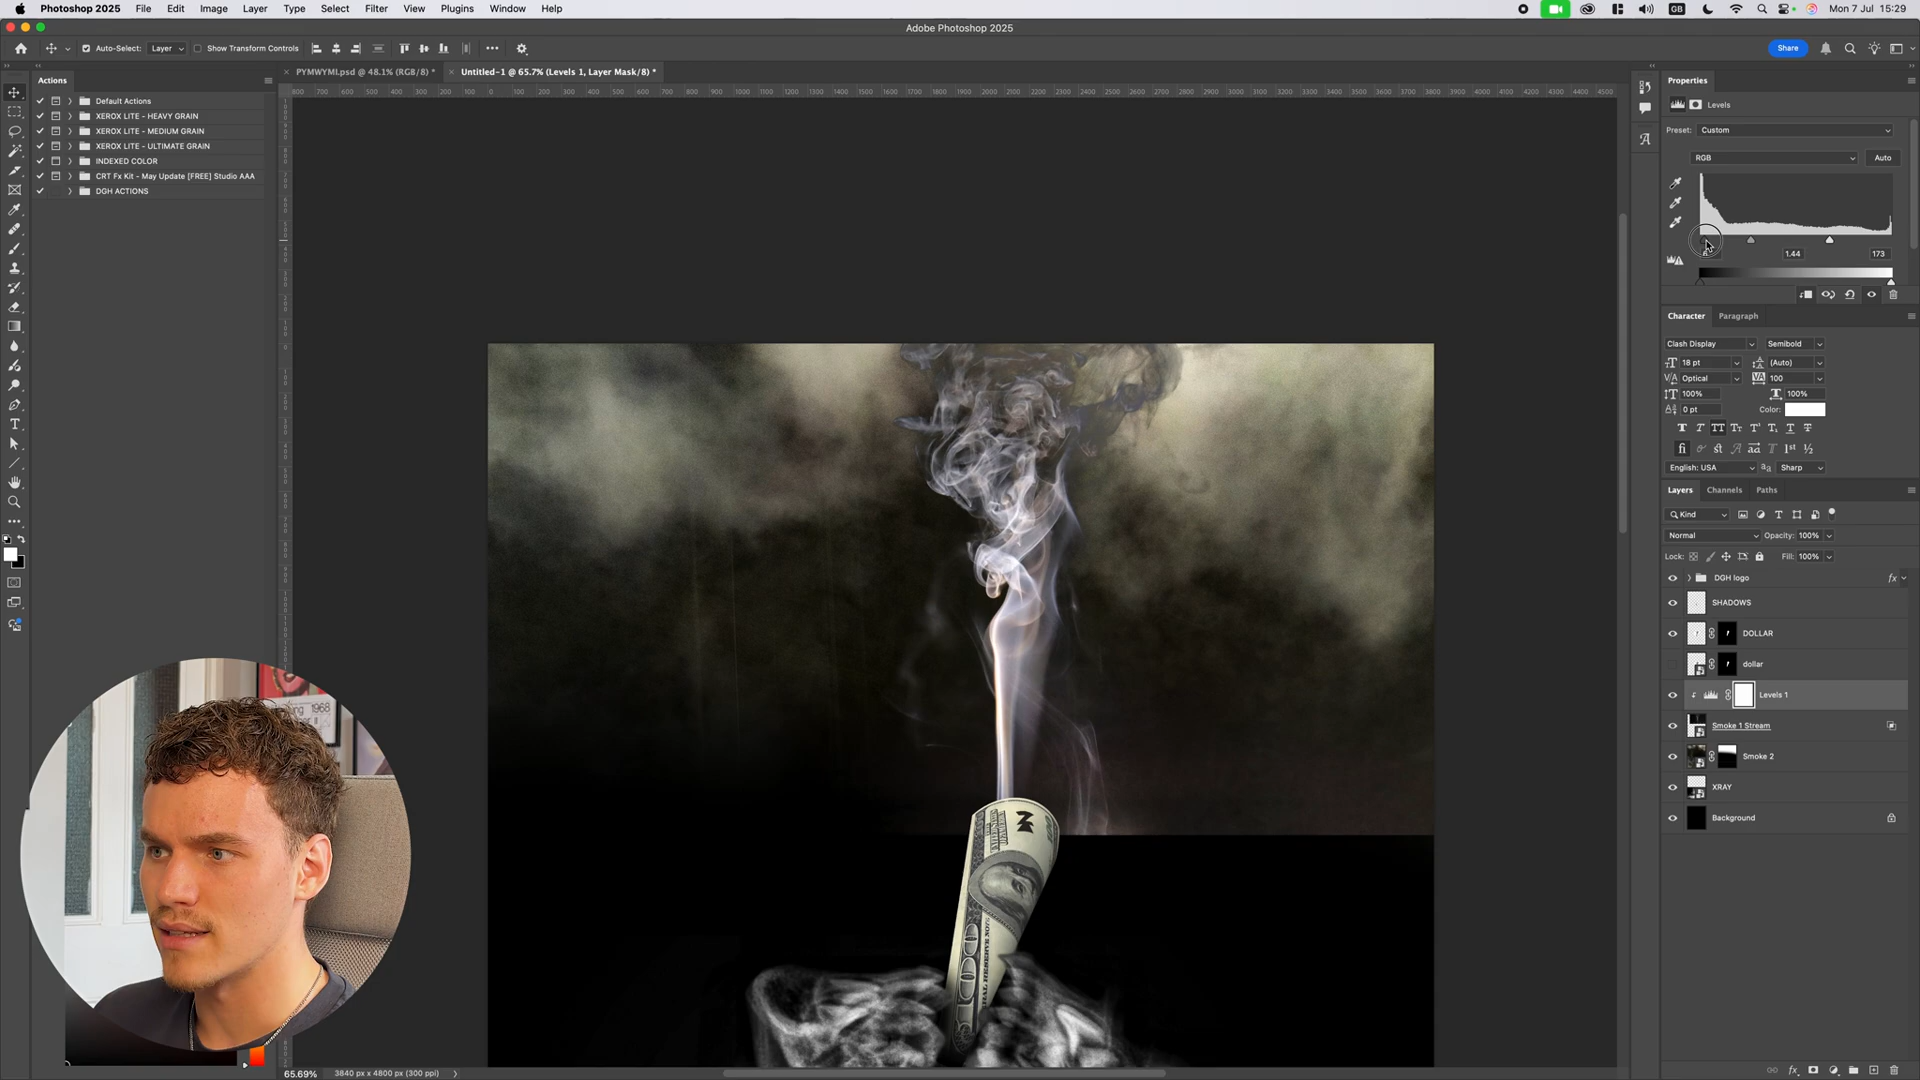 Photoshop 2025 File Edit Image Layer Type Select Filter View Plugins Window Help GB Mon 7 Jul 15:29
Adobe Photoshop 2025
Auto-Select: Layer Show Transform Controls Share
Actions
PYMWYMI.psd @ 48.1% (RGB/8) * Untitled-1 @ 65.7% (Levels 1, Layer Mask/8) *
Default Actions
XEROX LITE - HEAVY GRAIN
XEROX LITE - MEDIUM GRAIN
XEROX LITE - ULTIMATE GRAIN
INDEXED COLOR
CRT Fx Kit - May Update [FREE] Studio AAA
DGH ACTIONS
Properties
Levels
Preset: Custom
RGB Auto
1.44 173
Character Paragraph
Clash Display Semibold
18 pt (Auto)
Optical 100
100% 100%
0 pt Color:
English: USA Sharp
Layers Channels Paths
Kind
Normal Opacity: 100%
Lock: Fill: 100%
DGH logo fx
SHADOWS
DOLLAR
dollar
Levels 1
Smoke 1 Stream
Smoke 2
XRAY
Background
65.69% 3840 px x 4800 px (300 ppi)